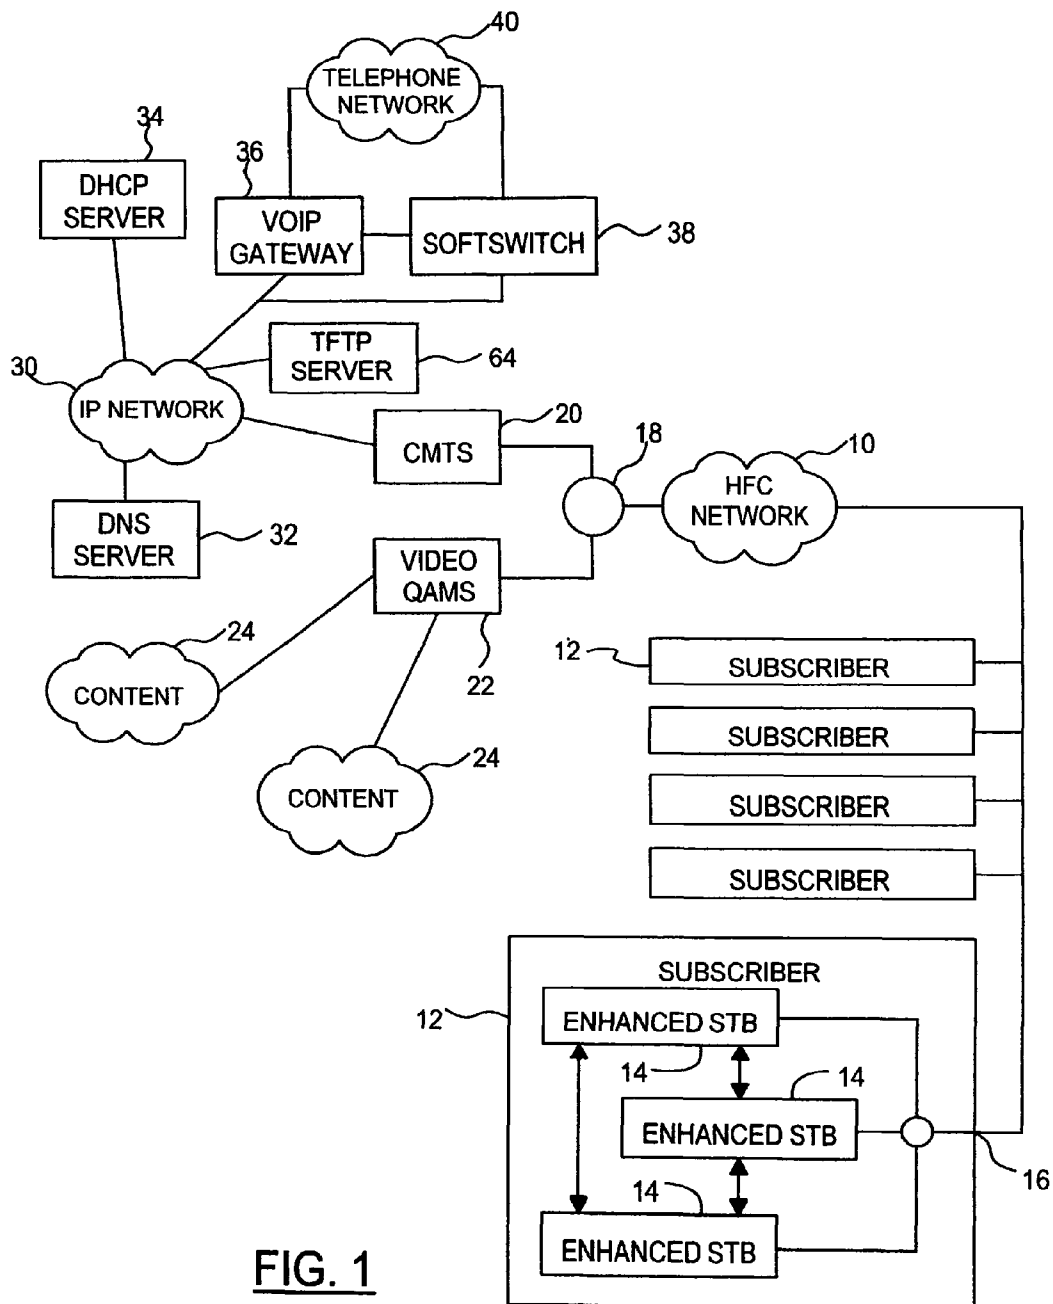 40
TELEPHONE
NETWORK
34
DHCP
SERVER
36
VOIP
GATEWAY
SOFTSWITCH
38
30
IP NETWORK
TFTP
SERVER
64
20
CMTS
18
10
HFC
NETWORK
DNS
SERVER
32
VIDEO
QAMS
22
24
CONTENT
24
CONTENT
12
SUBSCRIBER
SUBSCRIBER
SUBSCRIBER
SUBSCRIBER
SUBSCRIBER
12
ENHANCED STB
14
14
ENHANCED STB
16
14
ENHANCED STB
FIG. 1